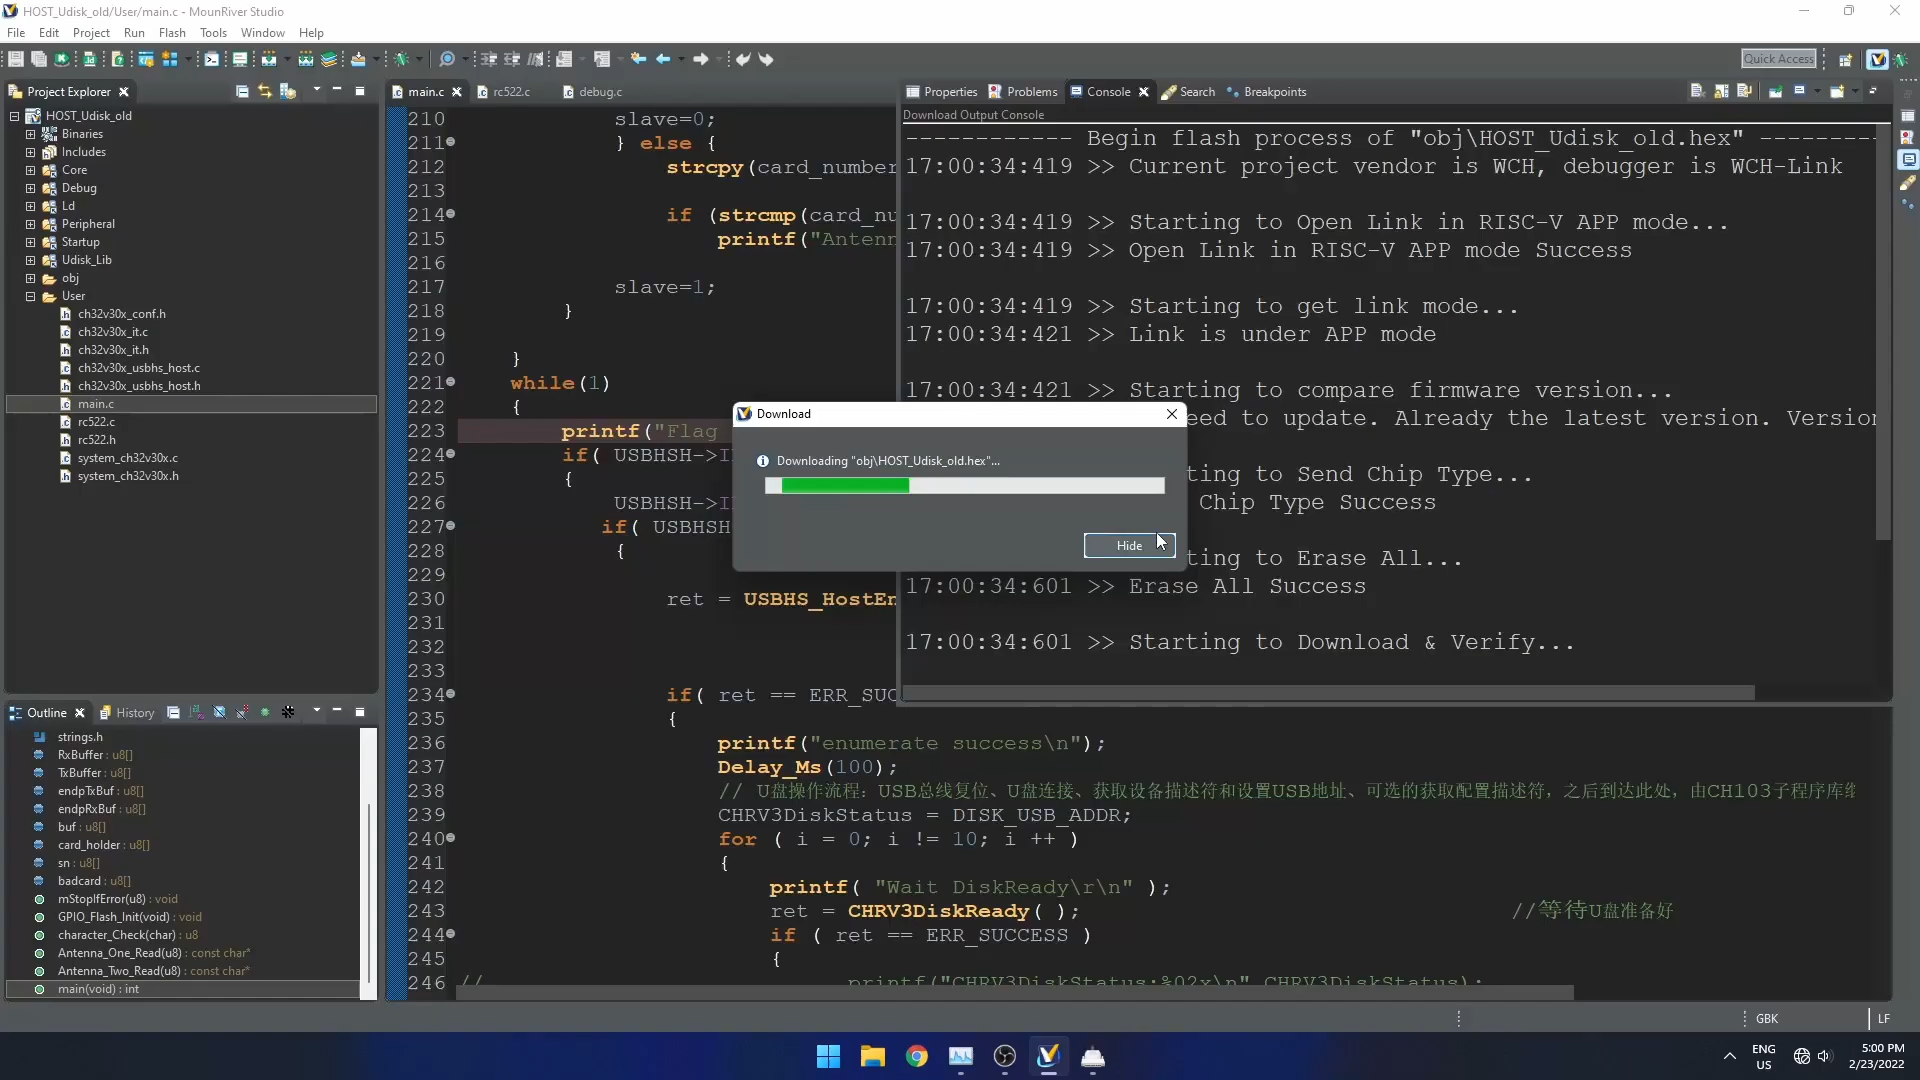 HOST_Udisk_old/User/main.c - MounRiver Studio
File Edit Project Run Flash Tools Window Help
Quick Access
Project Explorer
HOST_Udisk_old
Binaries
Includes
Core
Debug
Ld
Peripheral
Startup
Udisk_Lib
obj
User
ch32v30x_conf.h
ch32v30x_it.c
ch32v30x_it.h
ch32v30x_usbhs_host.c
ch32v30x_usbhs_host.h
main.c
rc522.c
rc522.h
system_ch32v30x.c
system_ch32v30x.h
Outline History
strings.h
RxBuffer : u8[]
TxBuffer : u8[]
endpTxBuf : u8[]
endpRxBuf : u8[]
buf : u8[]
card_holder : u8[]
sn : u8[]
badcard : u8[]
mStopIfError(u8) : void
GPIO_Flash_Init(void) : void
character_Check(char) : u8
Antenna_One_Read(u8) : const char*
Antenna_Two_Read(u8) : const char*
main(void) : int
main.c rc522.c debug.c
210 slave=0;
211 } else {
212 strcpy(card_number
213
214 if (strcmp(card_nu
215 printf("Antenn
216
217 slave=1;
218 }
219
220 }
221 while(1)
222 {
223 printf("Flag
224 if( USBHSH->I
225 {
226 USBHSH->I
227 if( USBHSH
228 {
229
230 ret = USBHS_HostEn
231
232
233
234 if( ret == ERR_SUC
235 {
236 printf("enumerate success\n");
237 Delay_Ms(100);
238 // U盘操作流程：USB总线复位、U盘连接、获取设备描述符和设置USB地址、可选的获取配置描述符，之后到达此处，由CH103子程序库
239 CHRV3DiskStatus = DISK_USB_ADDR;
240 for ( i = 0; i != 10; i ++ )
241 {
242 printf( "Wait DiskReady\r\n" );
243 ret = CHRV3DiskReady( ); //等待U盘准备好
244 if ( ret == ERR_SUCCESS )
245 {
246 // printf("CHRV3DiskStatus:%02x\n",CHRV3DiskStatus);
Properties Problems Console Search Breakpoints
Download Output Console
------------ Begin flash process of "obj\HOST_Udisk_old.hex" ---------
17:00:34:419 >> Current project vendor is WCH, debugger is WCH-Link
17:00:34:419 >> Starting to Open Link in RISC-V APP mode...
17:00:34:419 >> Open Link in RISC-V APP mode Success
17:00:34:419 >> Starting to get link mode...
17:00:34:421 >> Link is under APP mode
17:00:34:421 >> Starting to compare firmware version...
eed to update. Already the latest version. Version
ting to Send Chip Type...
Chip Type Success
ting to Erase All...
17:00:34:601 >> Erase All Success
17:00:34:601 >> Starting to Download & Verify...
Download
Downloading "obj\HOST_Udisk_old.hex"...
Hide
GBK LF
ENG
US
5:00 PM
2/23/2022